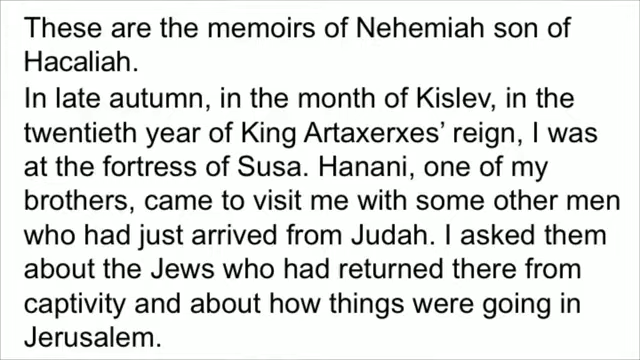 These are the memoirs of Nehemiah son of
Hacaliah.
In late autumn, in the month of Kislev, in the
twentieth year of King Artaxerxes’ reign, I was
at the fortress of Susa. Hanani, one of my
brothers, came to visit me with some other men
who had just arrived from Judah. I asked them
about the Jews who had returned there from
captivity and about how things were going in
Jerusalem.